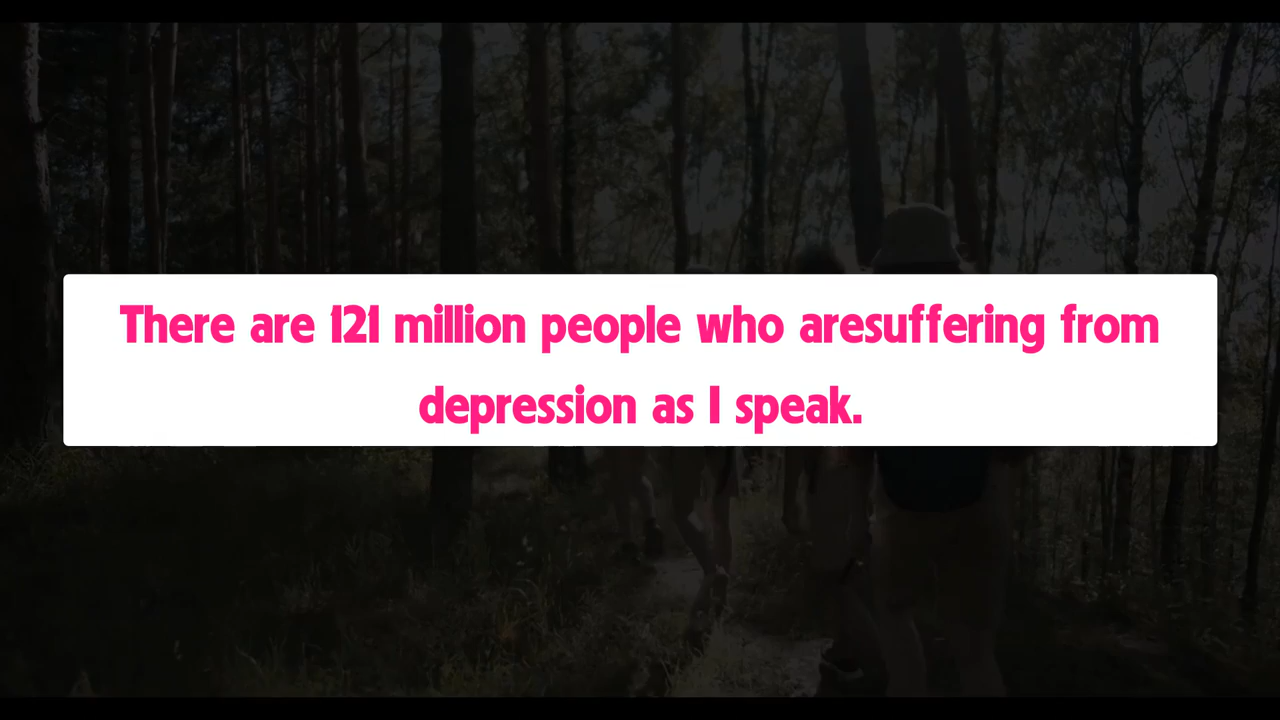 There are 121 million people who aresuffering from
depression as I speak.